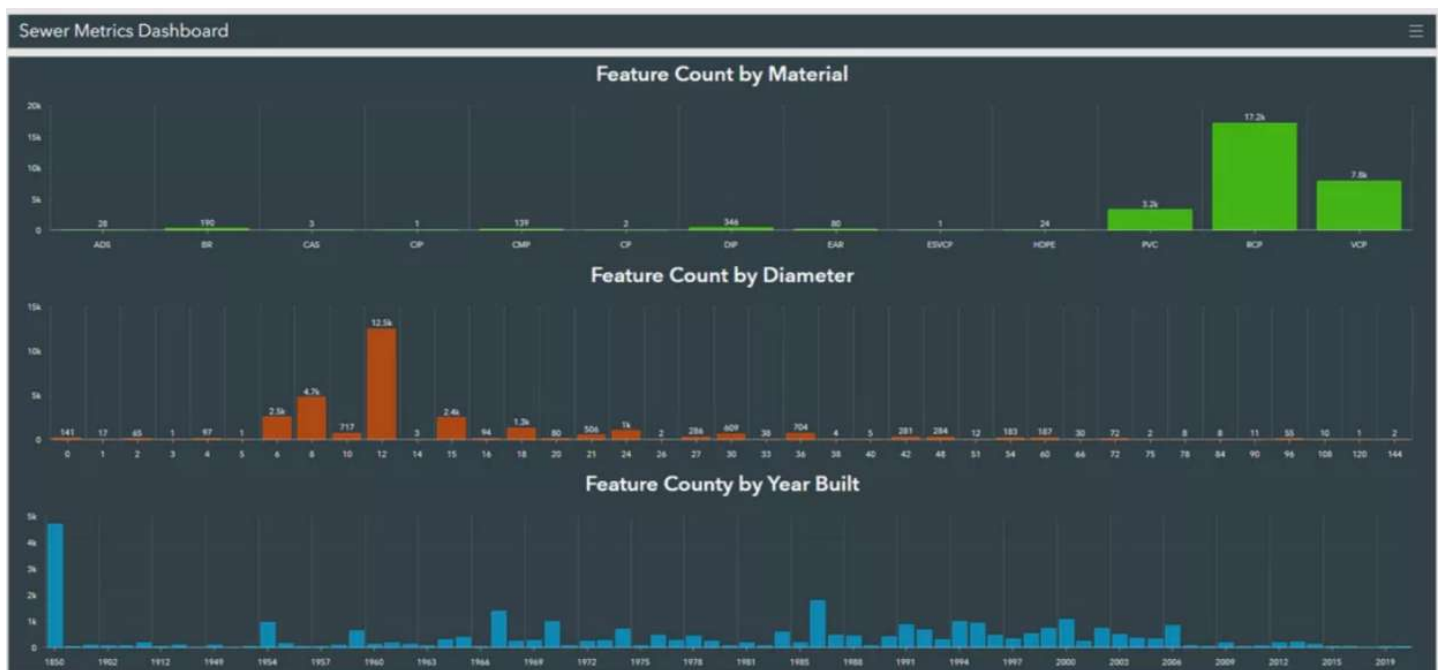 Sewer Metrics Dashboard
Feature Count by Material
20k
15k
10k
5k
0
28 190 3 1 139 2 346 80 1 24 3.2k 17.2k 7.8k
ADS BR CAS CIP CMP CP DIP EAR ESVCP HDPE PVC RCP VCP
Feature Count by Diameter
15k
10k
5k
0
141 17 65 1 97 1 2.5k 4.7k 717 12.5k 3 2.4k 94 1.3k 80 506 1k 2 286 609 38 704 4 5 281 284 12 183 187 30 72 2 8 8 11 55 10 1 2
0 1 2 3 4 5 6 8 10 12 14 15 16 18 20 21 24 26 27 30 33 36 38 40 42 48 51 54 60 66 72 75 78 84 90 96 108 120 144
Feature County by Year Built
5k
4k
3k
2k
1k
0
1850 1902 1912 1949 1954 1957 1960 1963 1966 1969 1972 1975 1978 1981 1985 1988 1991 1994 1997 2000 2003 2006 2009 2012 2015 2019